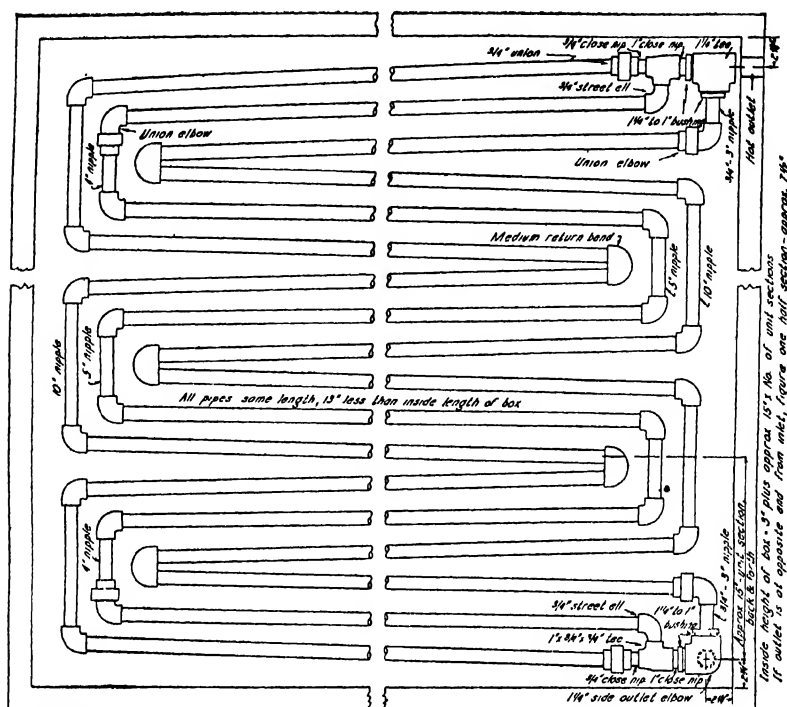 3/4" close nip. 1" close nip.
1 1/4" tee
3/4" union
3/4" street ell
1 1/4" to 1" bushing
Hot outlet
3/4" - 3" nipple
Union elbow
Union elbow
nipple
Medium return bend
5" nipple
10" nipple
10" nipple
5" nipple
All pipes same length, 13" less than inside length of box
4" nipple
3/4" street ell
1 1/4" to 1"
bushing
3/4" - 3" nipple
1" x 3/4" x 3/4" tee
3/4" close nip. 1" close nip.
1 1/4" side outlet elbow
Approx 15" - unit section,
back & forth
Inside height of box = 3" plus approx 15" x No. of unit sections
If outlet is at opposite end from inlet, figure one half section - approx. 7 1/2"